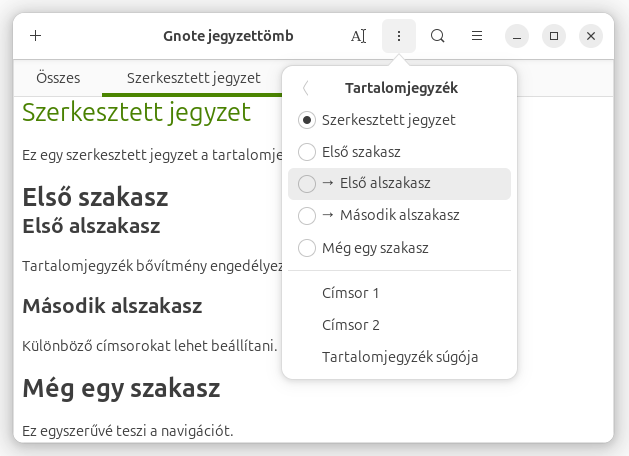 Gnote jegyzettömb
Összes
Szerkesztett jegyzet
Szerkesztett jegyzet
Ez egy szerkesztett jegyzet a
Első szakasz
Első alszakasz
Tartalomjegyzék bővítmény
Második alszakasz
Különböző címsorokat lehet beállítani.
Még egy szakasz
Ez egyszerűvé teszi a navigációt.
Tartalomjegyzék
Szerkesztett jegyzet
Első szakasz
→ Első alszakasz
→ Második alszakasz
Még egy szakasz
Címsor 1
Címsor 2
Tartalomjegyzék súgója